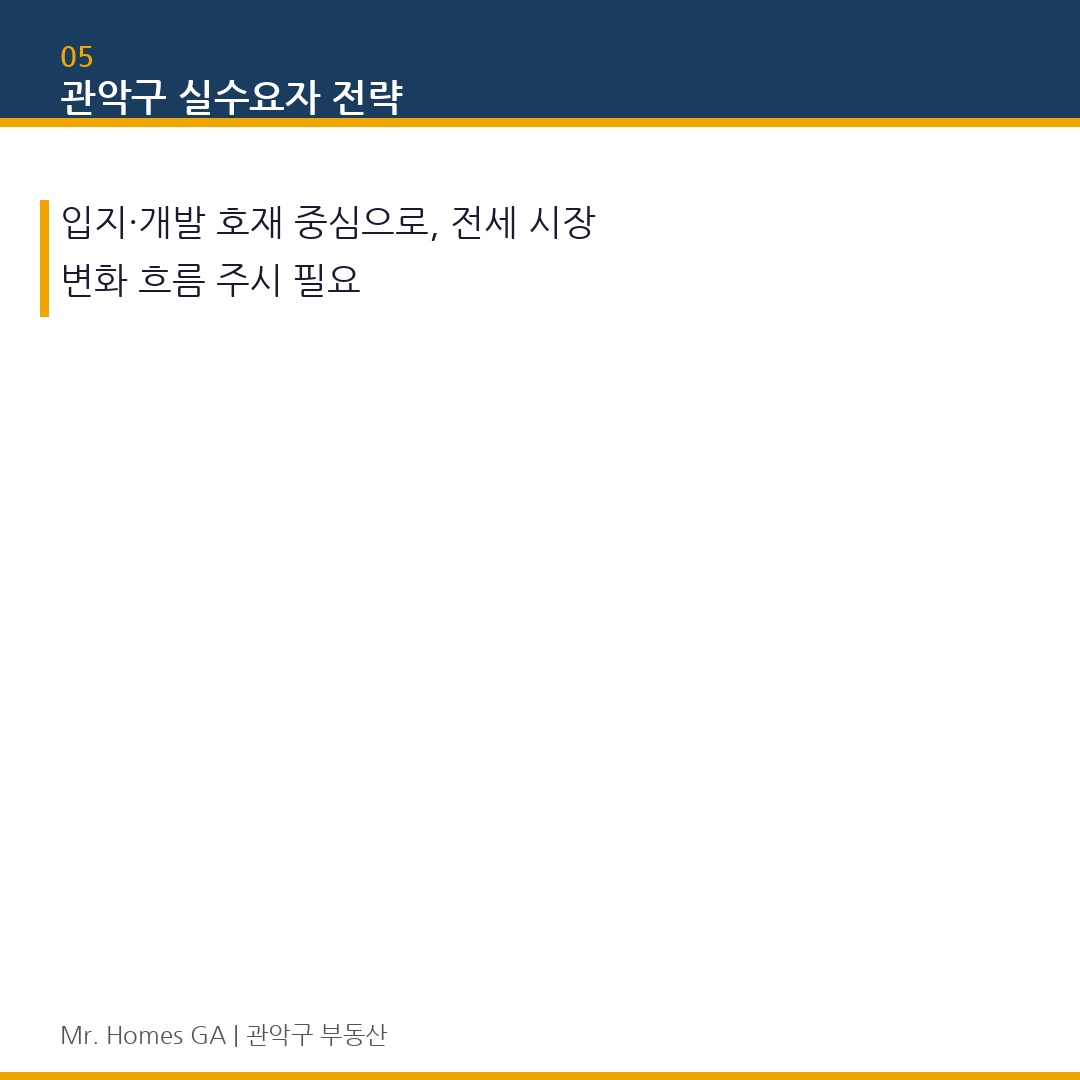 05
관악구 실수요자 전략
입지·개발 호재 중심으로, 전세 시장
변화 흐름 주시 필요
Mr. Homes GA | 관악구 부동산